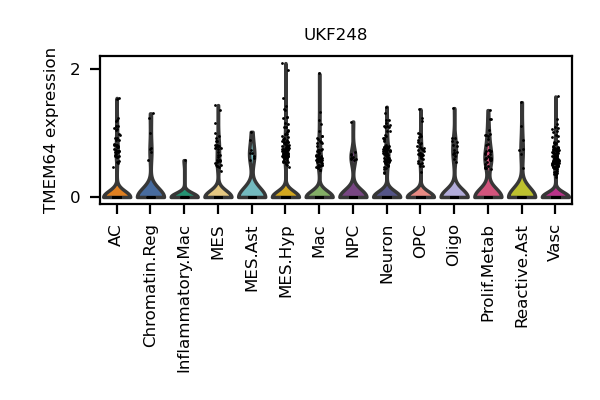 UKF248
TMEM64 expression
2
0
AC
Chromatin.Reg
Inflammatory.Mac
MES
MES.Ast
MES.Hyp
Mac
NPC
Neuron
OPC
Oligo
Prolif.Metab
Reactive.Ast
Vasc